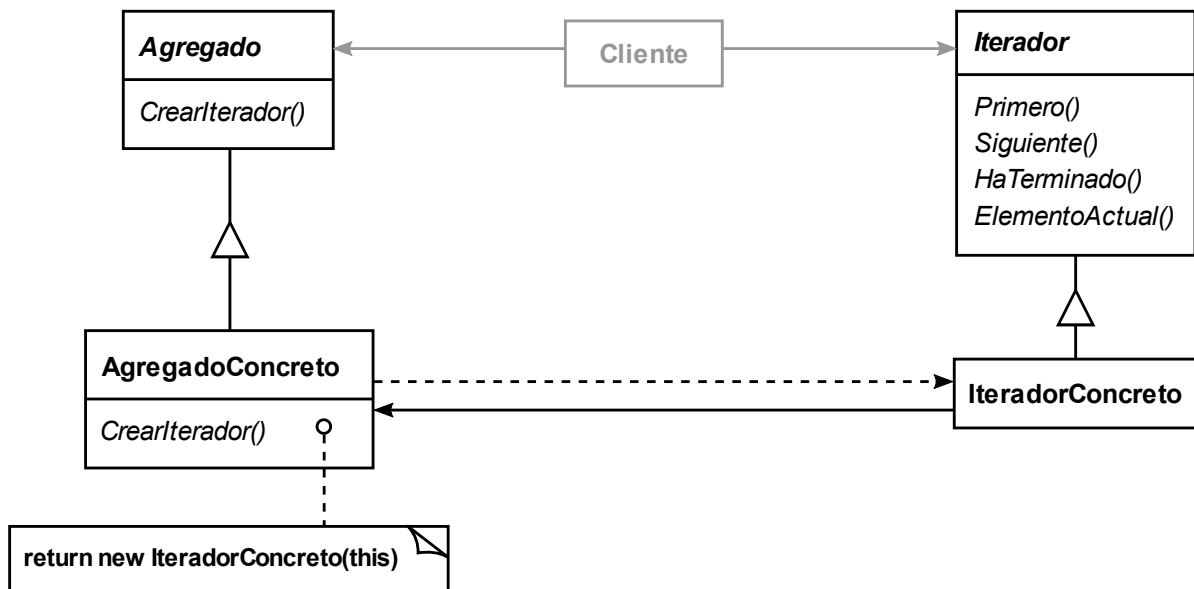 Agregado
CrearIterador()
Cliente
Iterador
Primero()
Siguiente()
HaTerminado()
ElementoActual()
AgregadoConcreto
CrearIterador()
IteradorConcreto
return new IteradorConcreto(this)